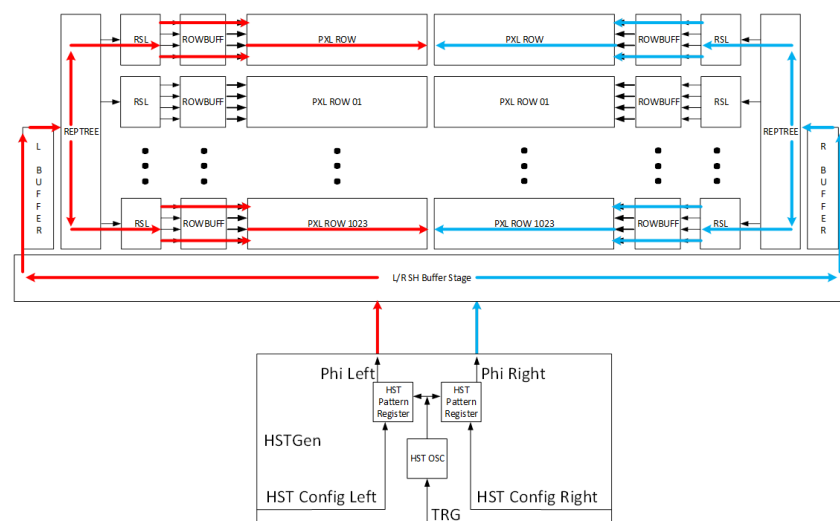 RSL ROWBUFF PXL ROW PXL ROW ROWBUFF RSL
RSL ROWBUFF PXL ROW 01 PXL ROW 01 ROWBUFF RSL
REPTREE REPTREE
L BUFFER
R BUFFER
RSL ROWBUFF PXL ROW 1023 PXL ROW 1023 ROWBUFF RSL
L/R SH Buffer Stage
Phi Left Phi Right
HST Pattern Register
HST Pattern Register
HSTGen
HST OSC
HST Config Left HST Config Right
TRG